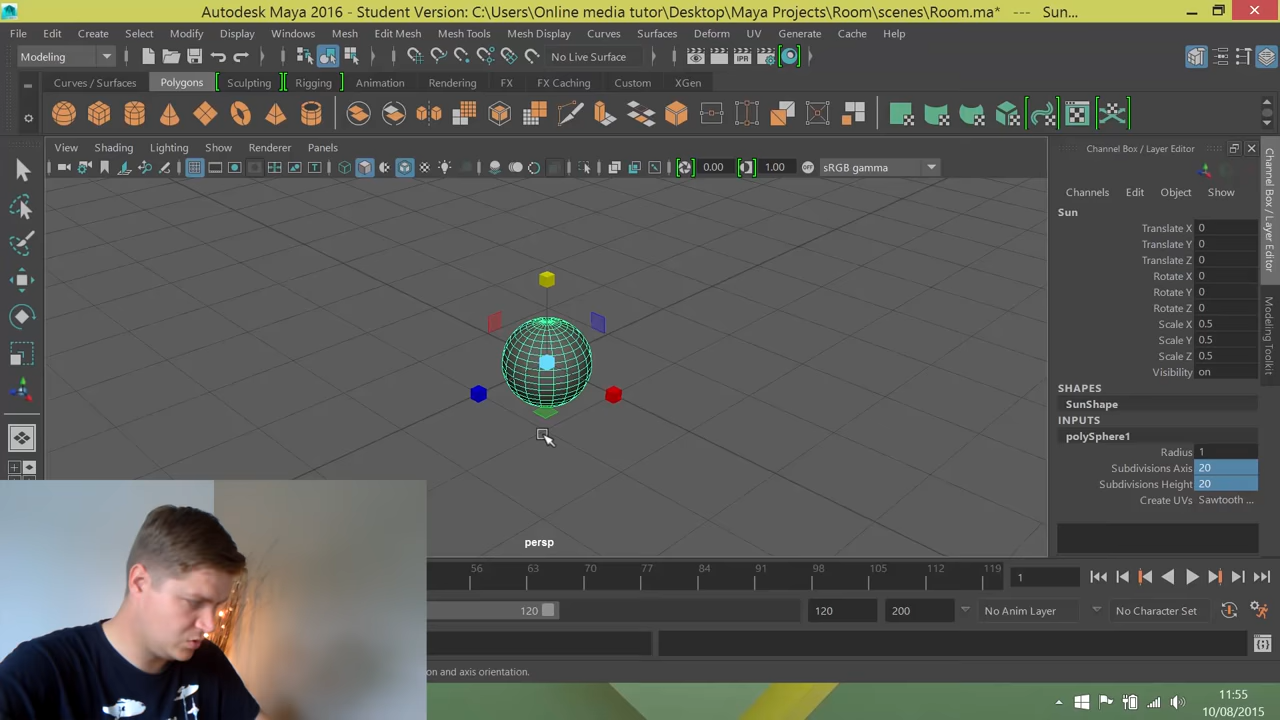 Autodesk Maya 2016 - Student Version: C:\Users\Online media tutor\Desktop\Maya Projects\Room\scenes\Room.ma* --- Sun...
File Edit Create Select Modify Display Windows Mesh Edit Mesh Mesh Tools Mesh Display Curves Surfaces Deform UV Generate Cache Help
Modeling No Live Surface
Curves / Surfaces Polygons Sculpting Rigging Animation Rendering FX FX Caching Custom XGen
View Shading Lighting Show Renderer Panels
0.00 1.00 sRGB gamma
Channel Box / Layer Editor
Channels Edit Object Show
Sun
Translate X 0
Translate Y 0
Translate Z 0
Rotate X 0
Rotate Y 0
Rotate Z 0
Scale X 0.5
Scale Y 0.5
Scale Z 0.5
Visibility on
SHAPES
SunShape
INPUTS
polySphere1
Radius 1
Subdivisions Axis 20
Subdivisions Height 20
Create UVs Sawtooth ...
Channel Box / Layer Editor
Modeling Toolkit
persp
56 63 70 77 84 91 98 105 112 119 1
120 120 200 No Anim Layer No Character Set
on and axis orientation.
11:55
10/08/2015